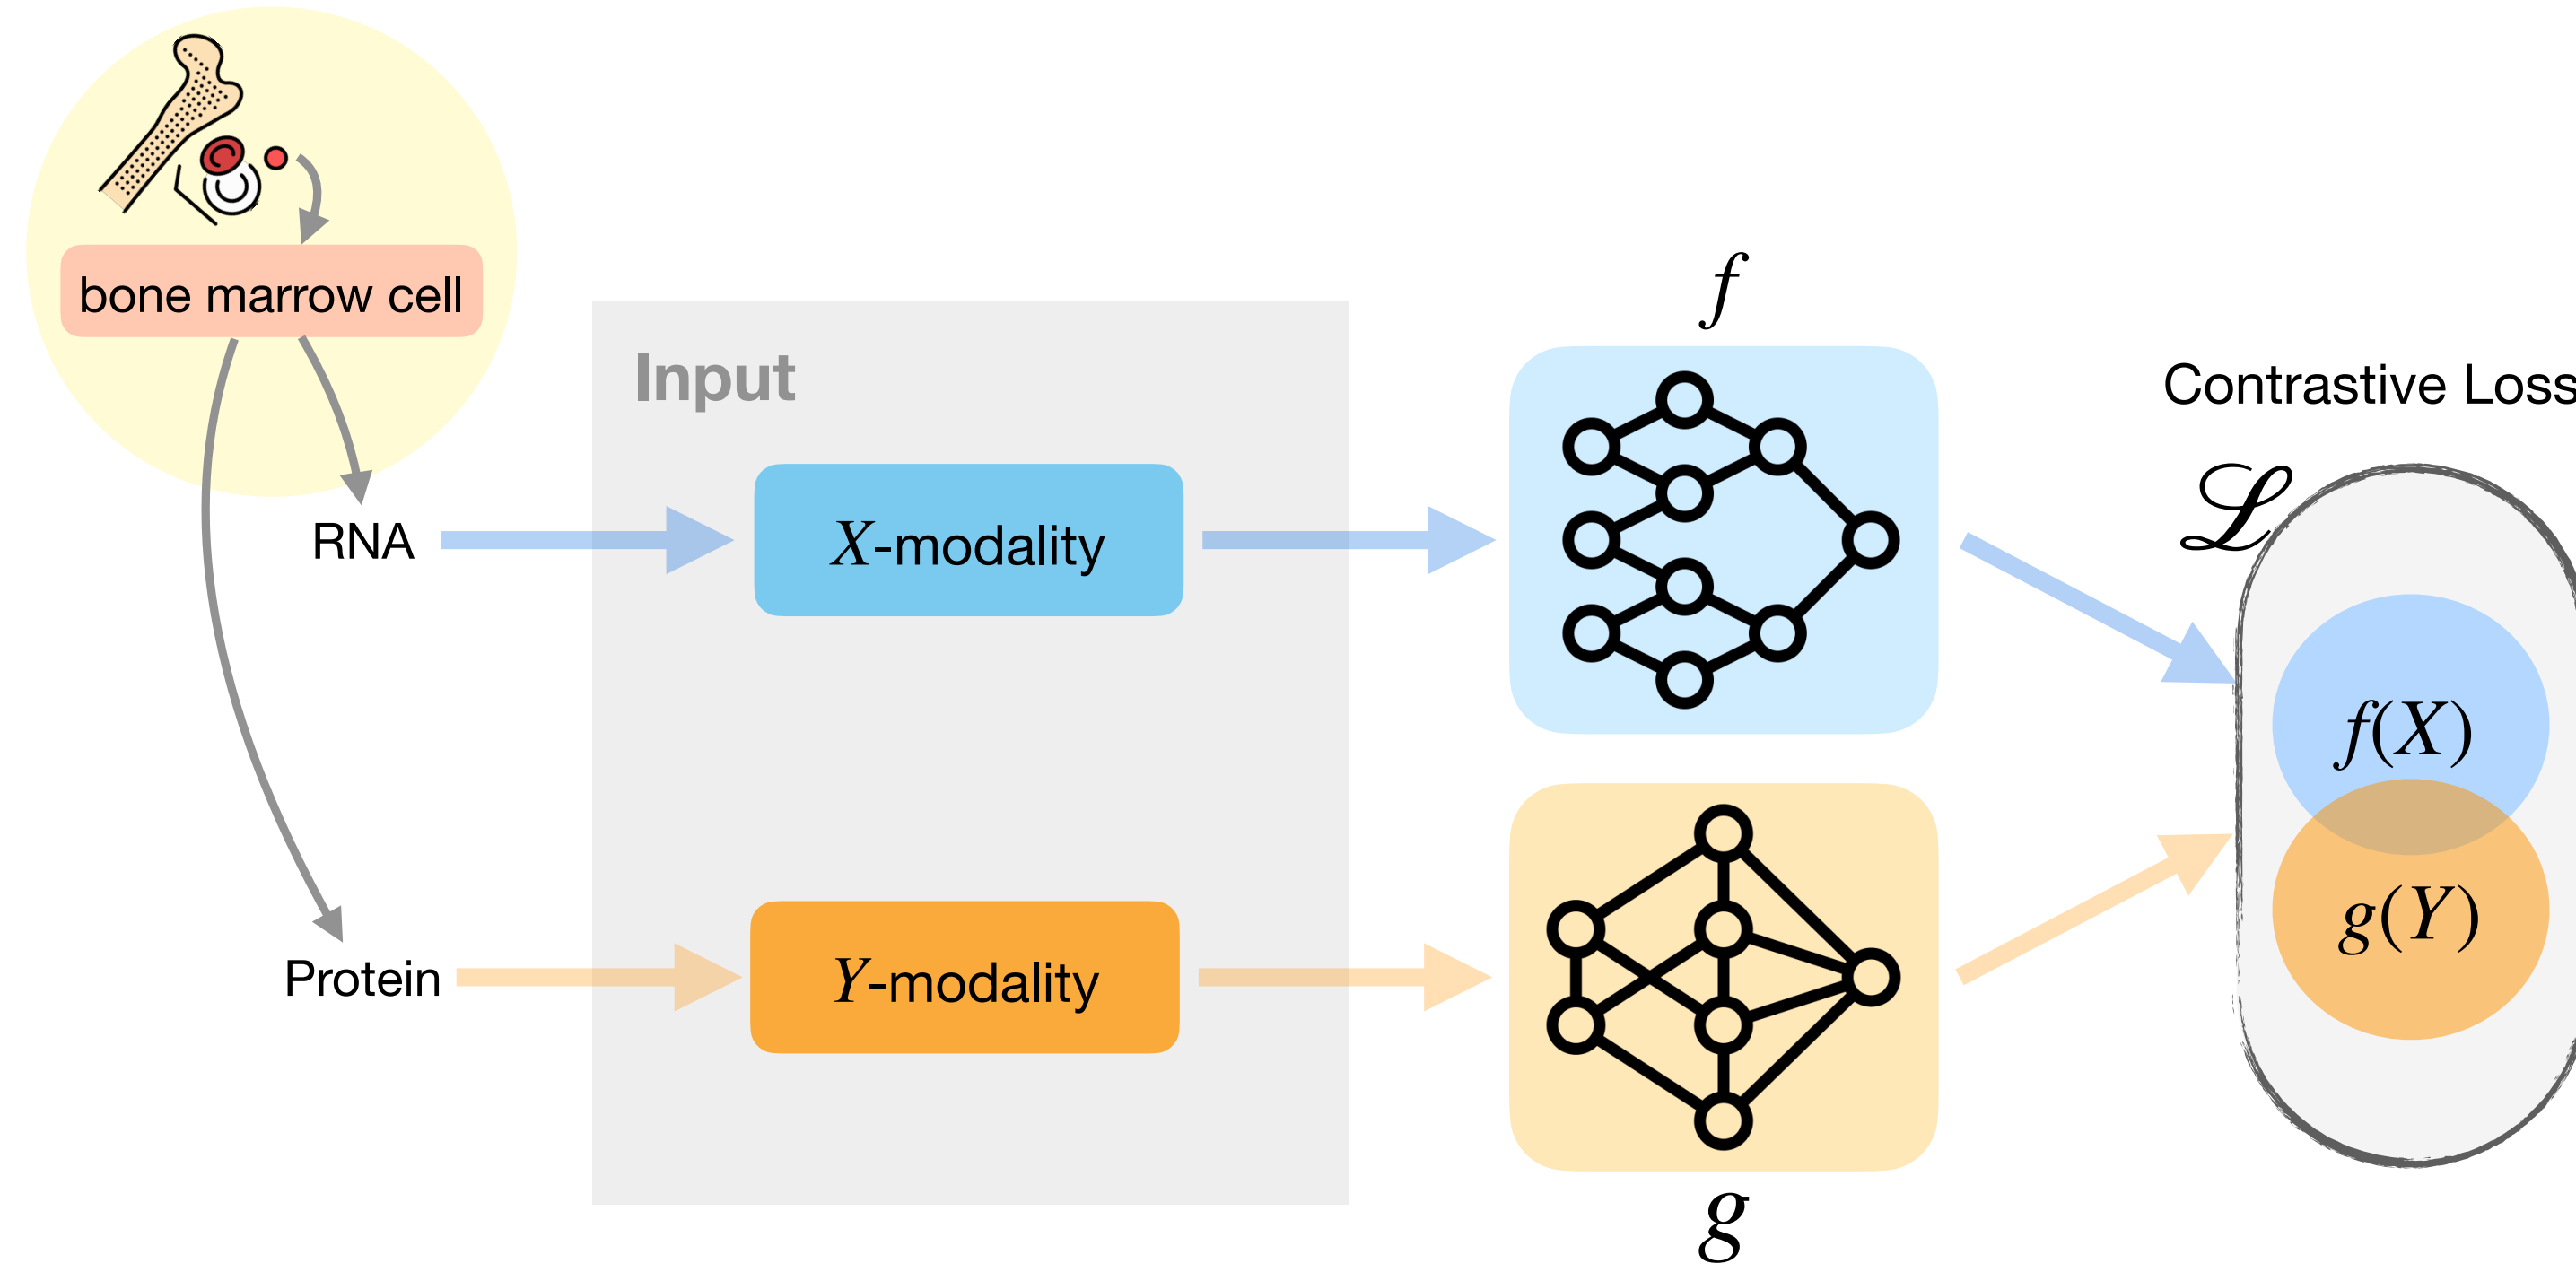 bone marrow cell
Input
RNA
X-modality
f
Contrastive Loss
ℒ
f(X)
Protein
Y-modality
g
g(Y)